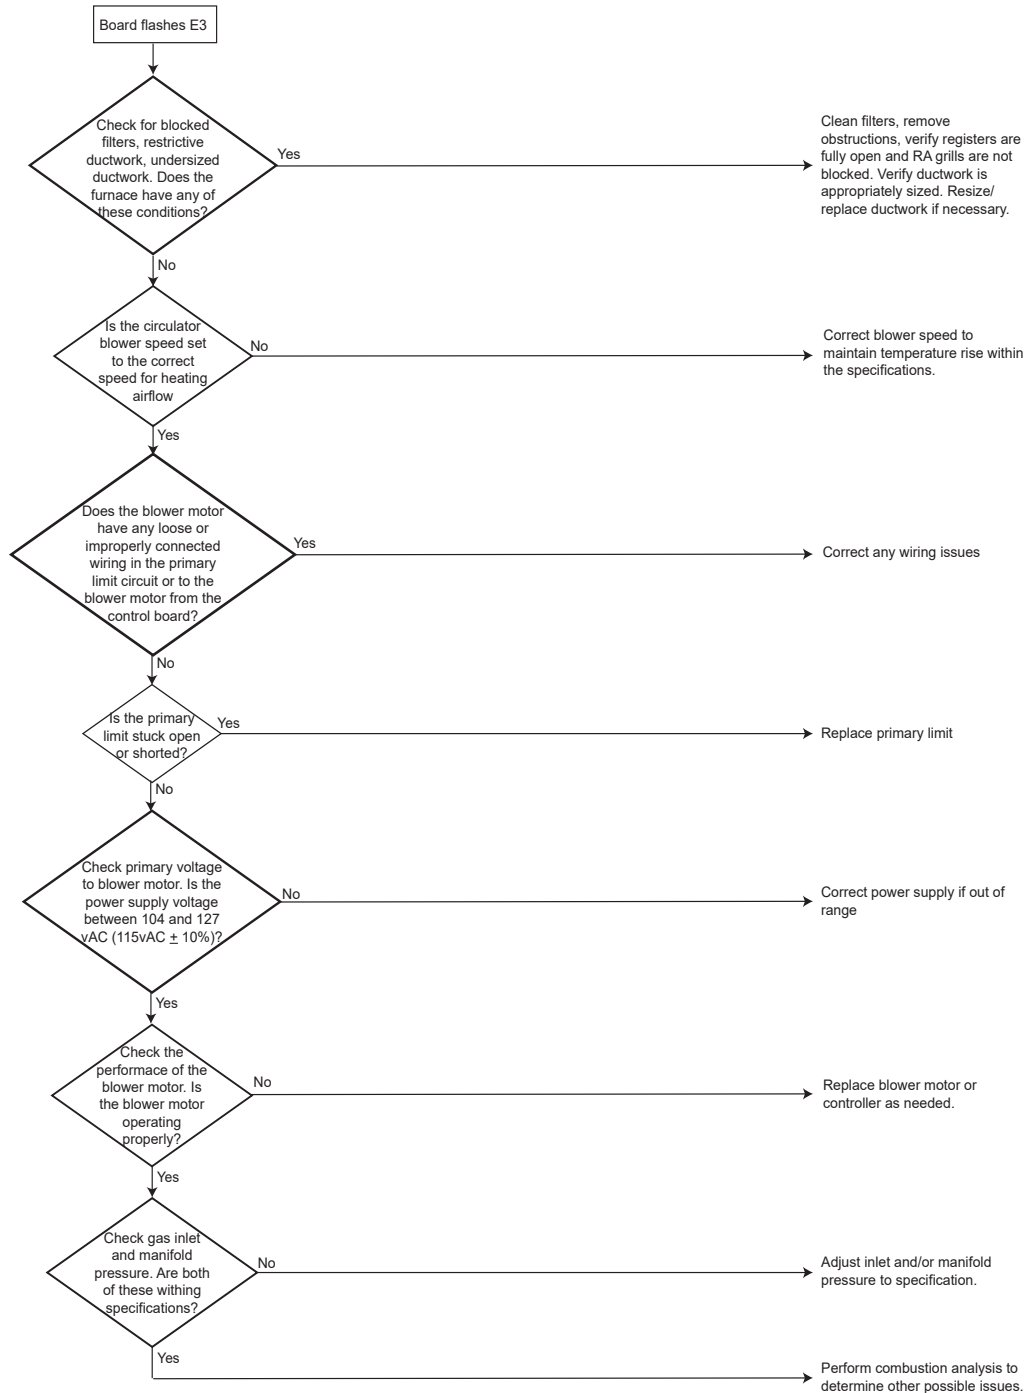 Board flashes E3
Check for blocked
filters, restrictive
ductwork, undersized
ductwork. Does the
furnace have any of
these conditions?
Yes
Clean filters, remove
obstructions, verify registers are
fully open and RA grills are not
blocked. Verify ductwork is
appropriately sized. Resize/
replace ductwork if necessary.
No
Is the circulator
blower speed set
to the correct
speed for heating
airflow
No
Correct blower speed to
maintain temperature rise within
the specifications.
Yes
Does the blower motor
have any loose or
improperly connected
wiring in the primary
limit circuit or to the
blower motor from the
control board?
Yes
Correct any wiring issues
No
Is the primary
limit stuck open
or shorted?
Yes
Replace primary limit
No
Check primary voltage
to blower motor. Is the
power supply voltage
between 104 and 127
vAC (115vAC ± 10%)?
No
Correct power supply if out of
range
Yes
Check the
performace of the
blower motor. Is
the blower motor
operating
properly?
No
Replace blower motor or
controller as needed.
Yes
Check gas inlet
and manifold
pressure. Are both
of these withing
specifications?
No
Adjust inlet and/or manifold
pressure to specification.
Yes
Perform combustion analysis to
determine other possible issues.